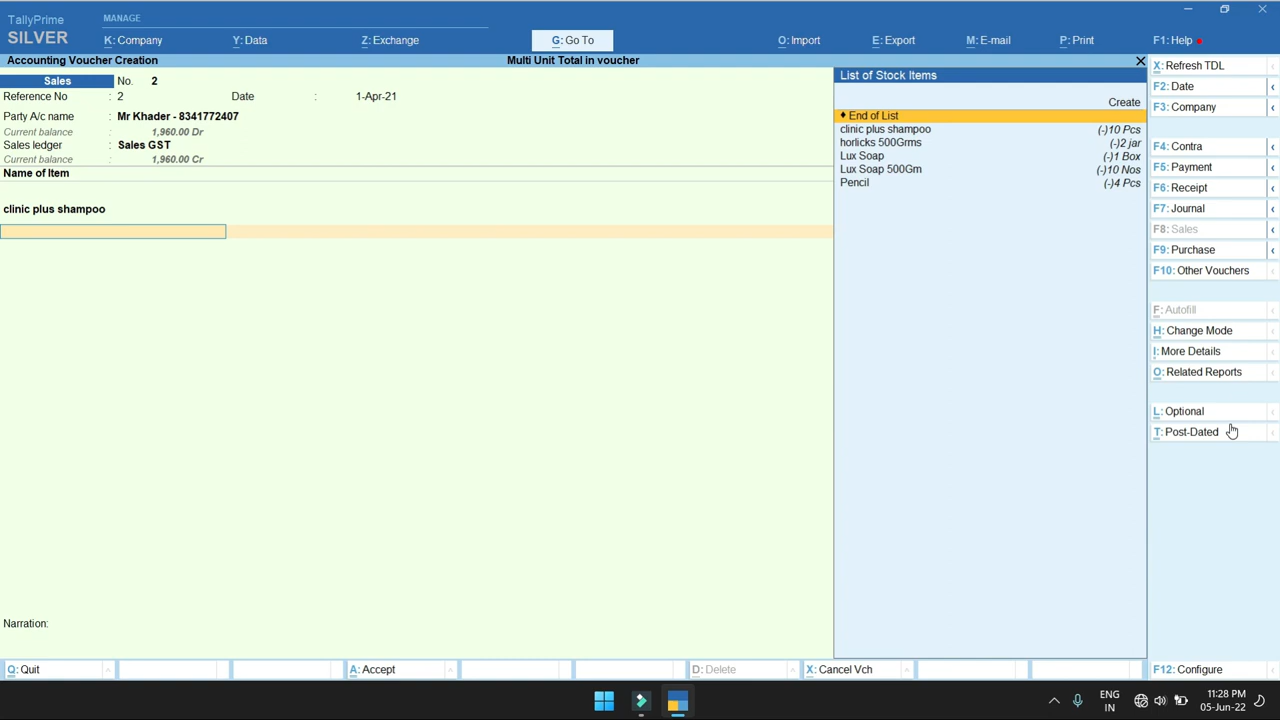 TallyPrime
SILVER
MANAGE
K: Company
Y: Data
Z: Exchange
G: Go To
O: Import
E: Export
M: E-mail
P: Print
F1: Help
Accounting Voucher Creation
Multi Unit Total in voucher
Sales No. 2
Reference No : 2 Date : 1-Apr-21
Party A/c name : Mr Khader - 8341772407
Current balance : 1,960.00 Dr
Sales ledger : Sales GST
Current balance : 1,960.00 Cr
Name of Item
clinic plus shampoo
Narration:
List of Stock Items
Create
♦ End of List
clinic plus shampoo (-)10 Pcs
horlicks 500Grms (-)2 jar
Lux Soap (-)1 Box
Lux Soap 500Gm (-)10 Nos
Pencil (-)4 Pcs
X: Refresh TDL
F2: Date
F3: Company
F4: Contra
F5: Payment
F6: Receipt
F7: Journal
F8: Sales
F9: Purchase
F10: Other Vouchers
F: Autofill
H: Change Mode
I: More Details
O: Related Reports
L: Optional
T: Post-Dated
Q: Quit
A: Accept
D: Delete
X: Cancel Vch
F12: Configure
ENG
IN
11:28 PM
05-Jun-22